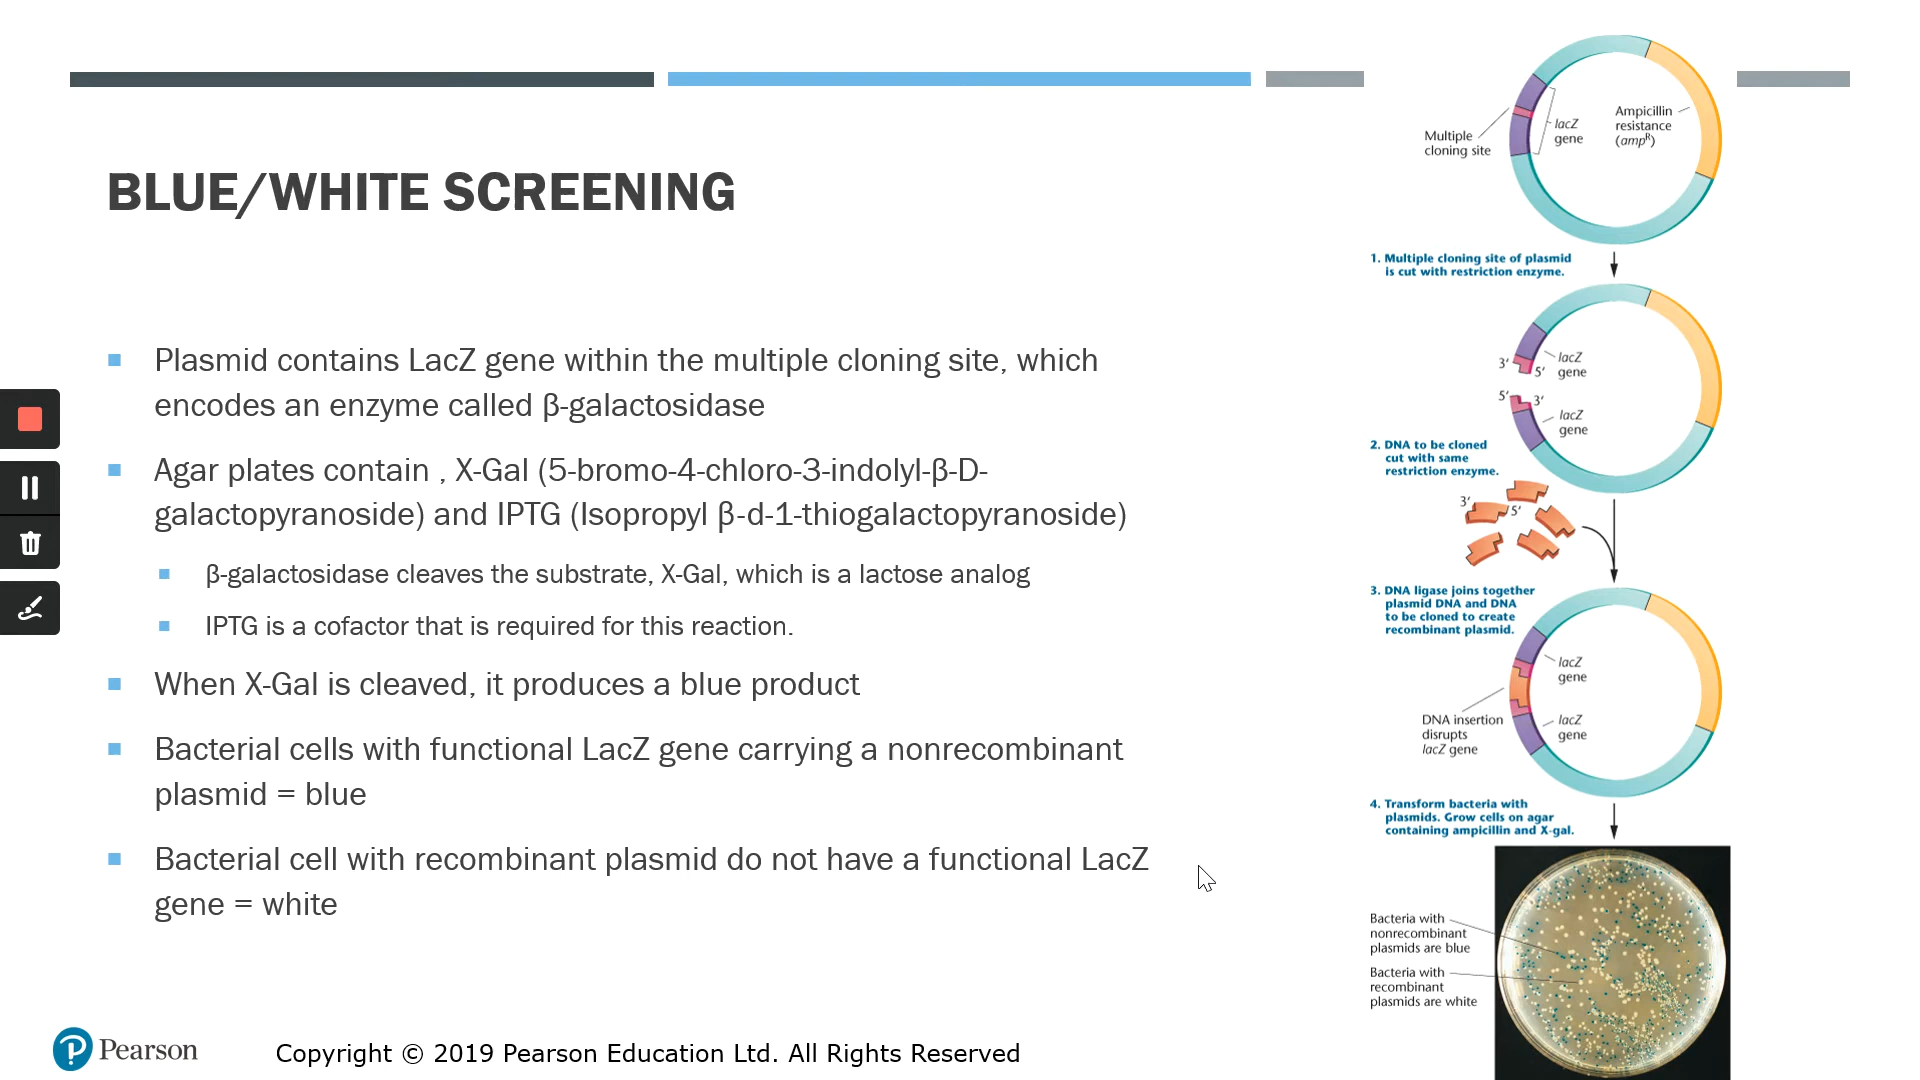 BLUE/WHITE SCREENING
Plasmid contains LacZ gene within the multiple cloning site, which
encodes an enzyme called β-galactosidase
Agar plates contain , X-Gal (5-bromo-4-chloro-3-indolyl-β-D-
galactopyranoside) and IPTG (Isopropyl β-d-1-thiogalactopyranoside)
β-galactosidase cleaves the substrate, X-Gal, which is a lactose analog
IPTG is a cofactor that is required for this reaction.
When X-Gal is cleaved, it produces a blue product
Bacterial cells with functional LacZ gene carrying a nonrecombinant
plasmid = blue
Bacterial cell with recombinant plasmid do not have a functional LacZ
gene = white
Multiple
cloning site
lacZ
gene
Ampicillin
resistance
(ampR)
1. Multiple cloning site of plasmid
is cut with restriction enzyme.
3'
5'
lacZ
gene
5'
3'
lacZ
gene
2. DNA to be cloned
cut with same
restriction enzyme.
3'
5'
3. DNA ligase joins together
plasmid DNA and DNA
to be cloned to create
recombinant plasmid.
lacZ
gene
DNA insertion
disrupts
lacZ gene
lacZ
gene
4. Transform bacteria with
plasmids. Grow cells on agar
containing ampicillin and X-gal.
Bacteria with
nonrecombinant
plasmids are blue
Bacteria with
recombinant
plasmids are white
Pearson
Copyright © 2019 Pearson Education Ltd. All Rights Reserved